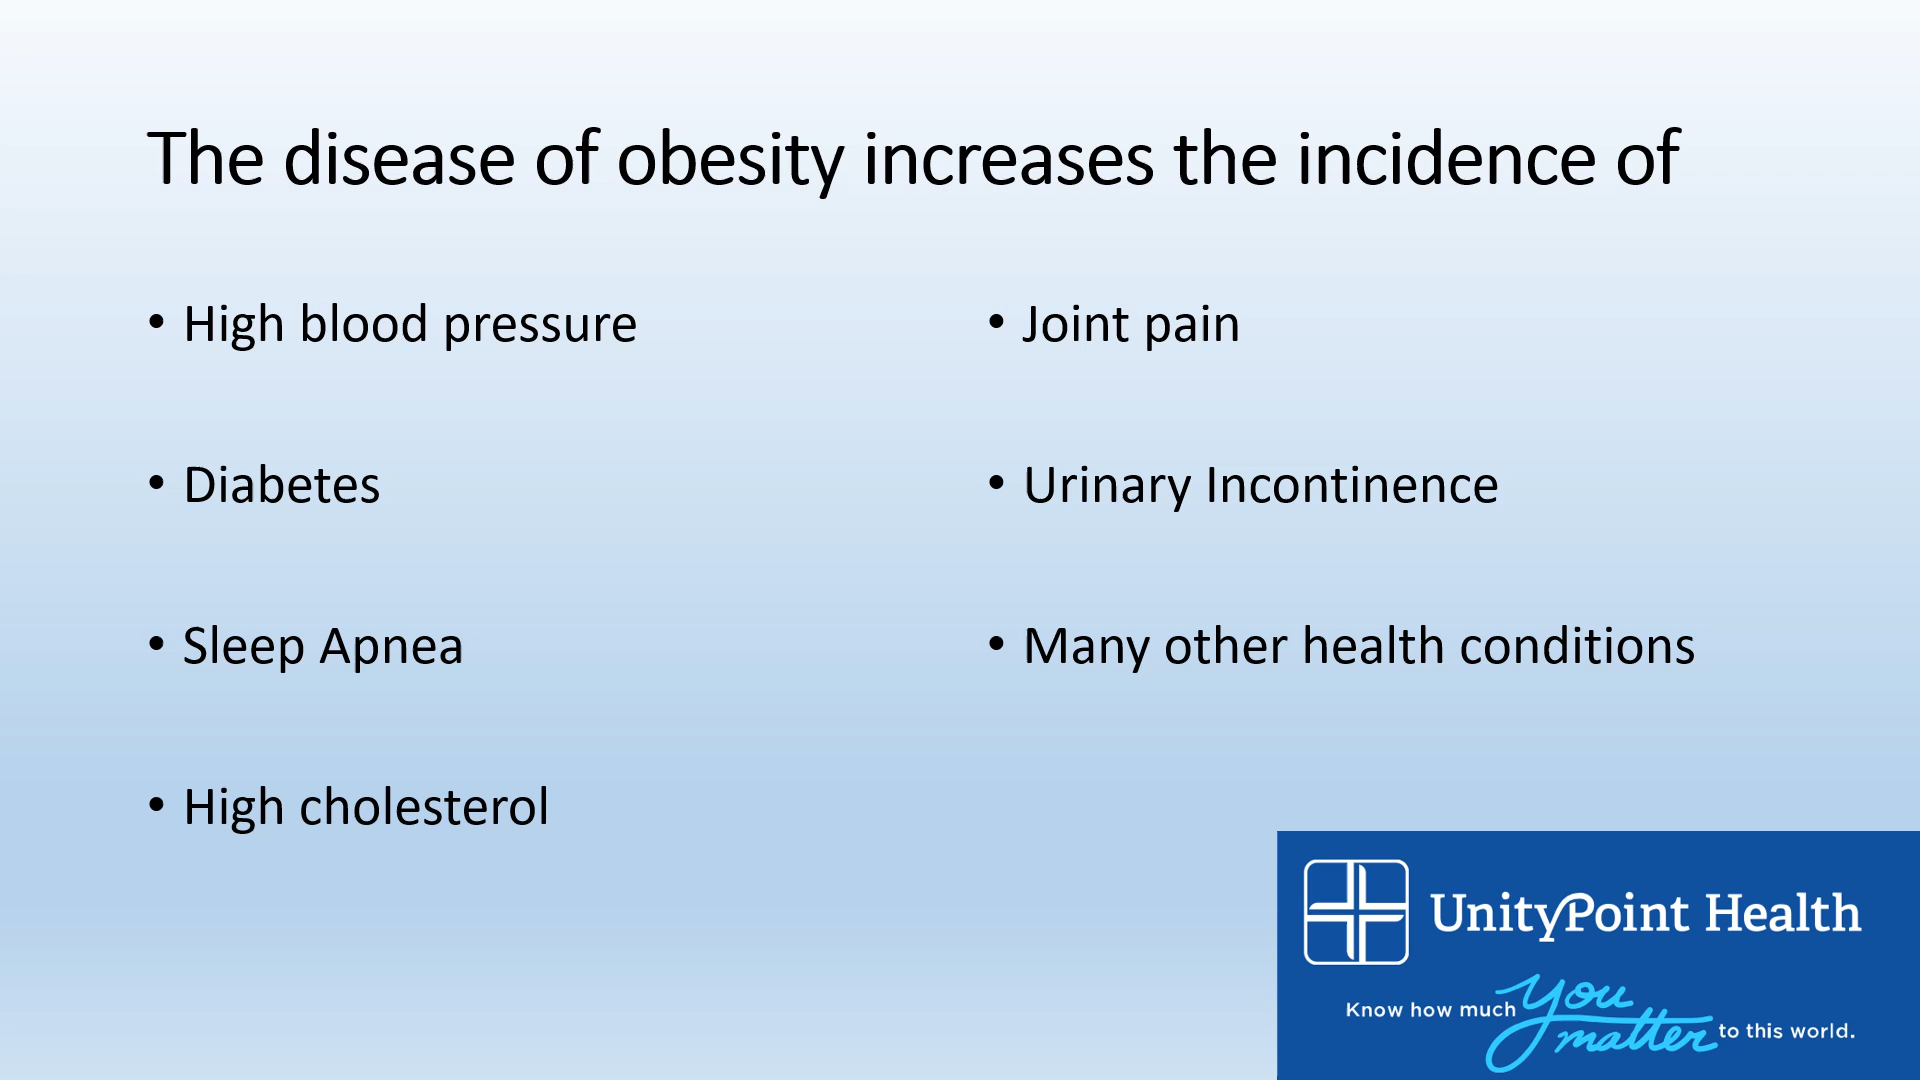 The disease of obesity increases the incidence of
• High blood pressure
• Diabetes
• Sleep Apnea
• High cholesterol
• Joint pain
• Urinary Incontinence
• Many other health conditions
UnityPoint Health
Know how much you matter to this world.